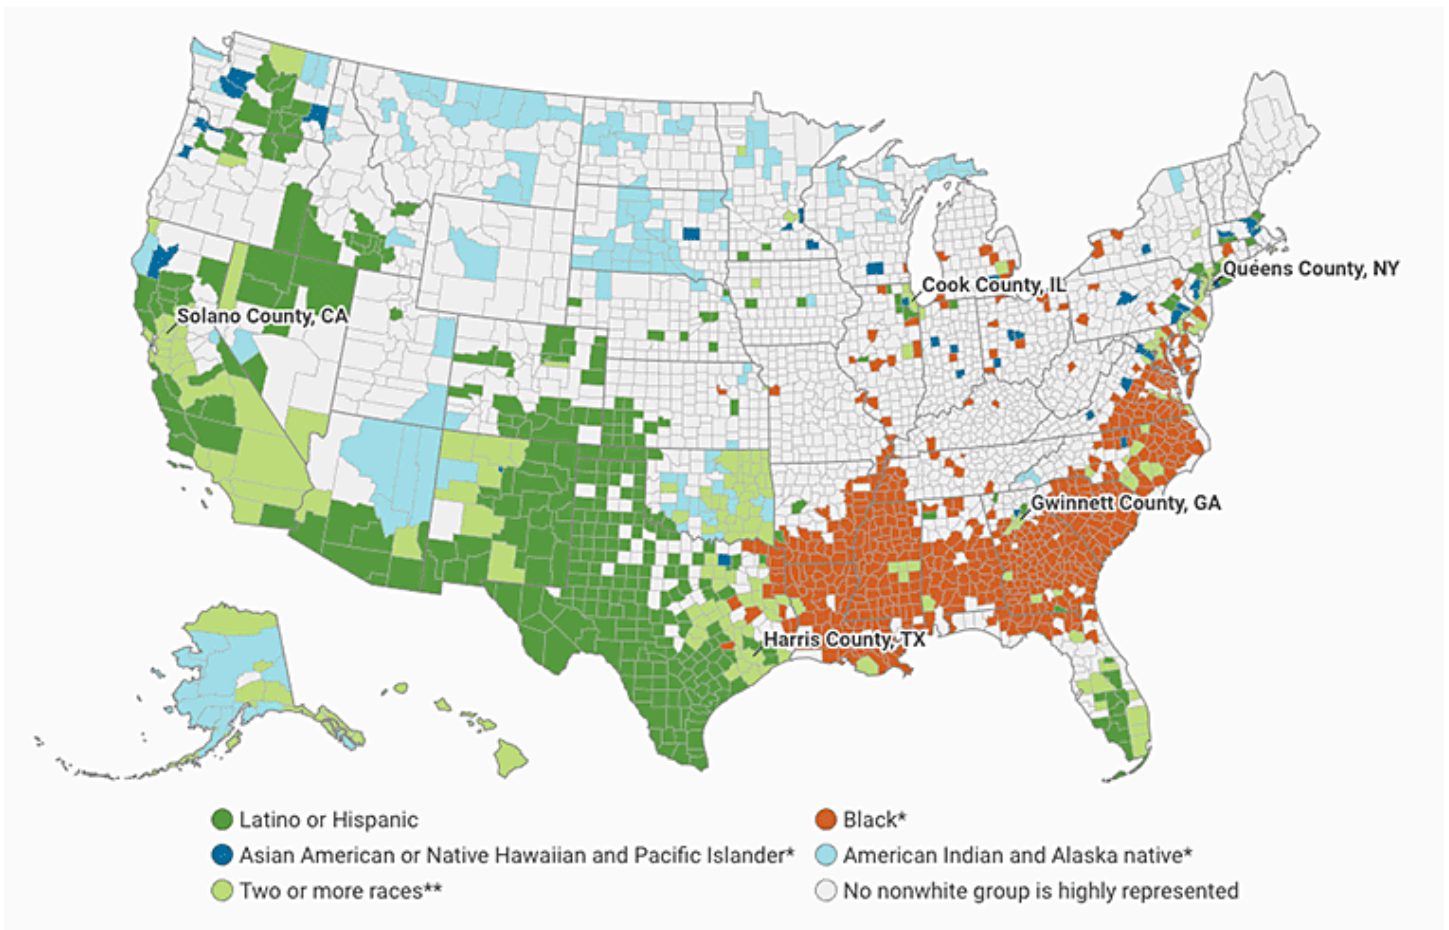 Solano County, CA
Cook County, IL
Queens County, NY
Gwinnett County, GA
Harris County, TX
Latino or Hispanic
Asian American or Native Hawaiian and Pacific Islander*
Two or more races**
Black*
American Indian and Alaska native*
No nonwhite group is highly represented